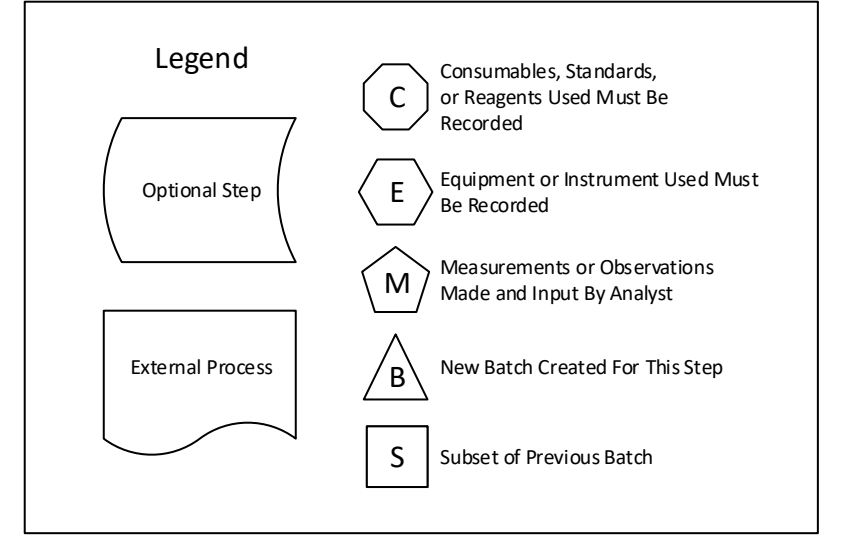 Legend
Optional Step
External Process
C
Consumables, Standards,
or Reagents Used Must Be
Recorded
E
Equipment or Instrument Used Must
Be Recorded
M
Measurements or Observations
Made and Input By Analyst
B
New Batch Created For This Step
S
Subset of Previous Batch